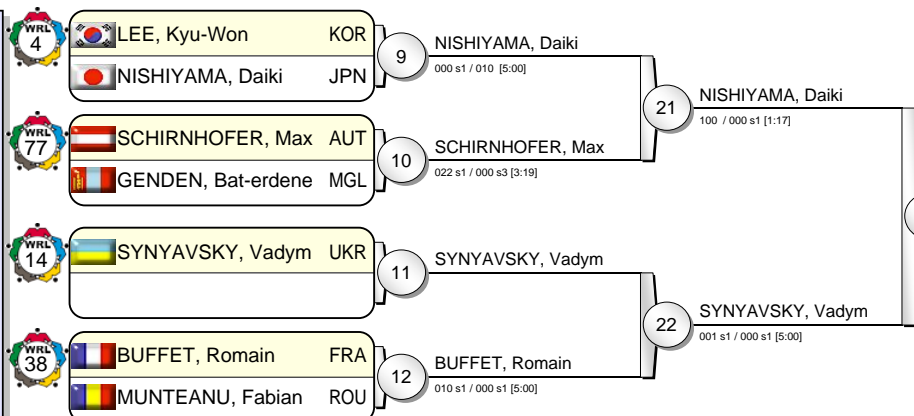 WRL
4
LEE, Kyu-Won KOR
NISHIYAMA, Daiki JPN
9
NISHIYAMA, Daiki
000 s1 / 010 [5:00]
21
NISHIYAMA, Daiki
100 / 000 s1 [1:17]
WRL
77
SCHIRNHOFER, Max AUT
GENDEN, Bat-erdene MGL
10
SCHIRNHOFER, Max
022 s1 / 000 s3 [3:19]
WRL
14
SYNYAVSKY, Vadym UKR
11
SYNYAVSKY, Vadym
22
SYNYAVSKY, Vadym
001 s1 / 000 s1 [5:00]
WRL
38
BUFFET, Romain FRA
MUNTEANU, Fabian ROU
12
BUFFET, Romain
010 s1 / 000 s1 [5:00]